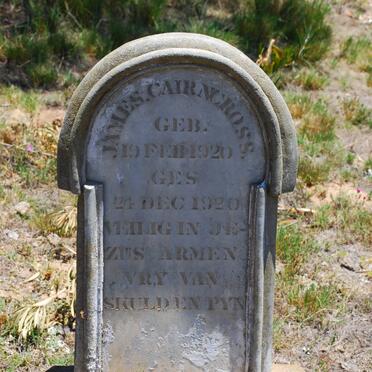 JAMES. CAIRNCROSS.
GEB.
19 FEB 1920
GES
24 DEC 1920
VEILIG IN JE-
ZUS ARMEN
VRY VAN
SKULD EN PYN